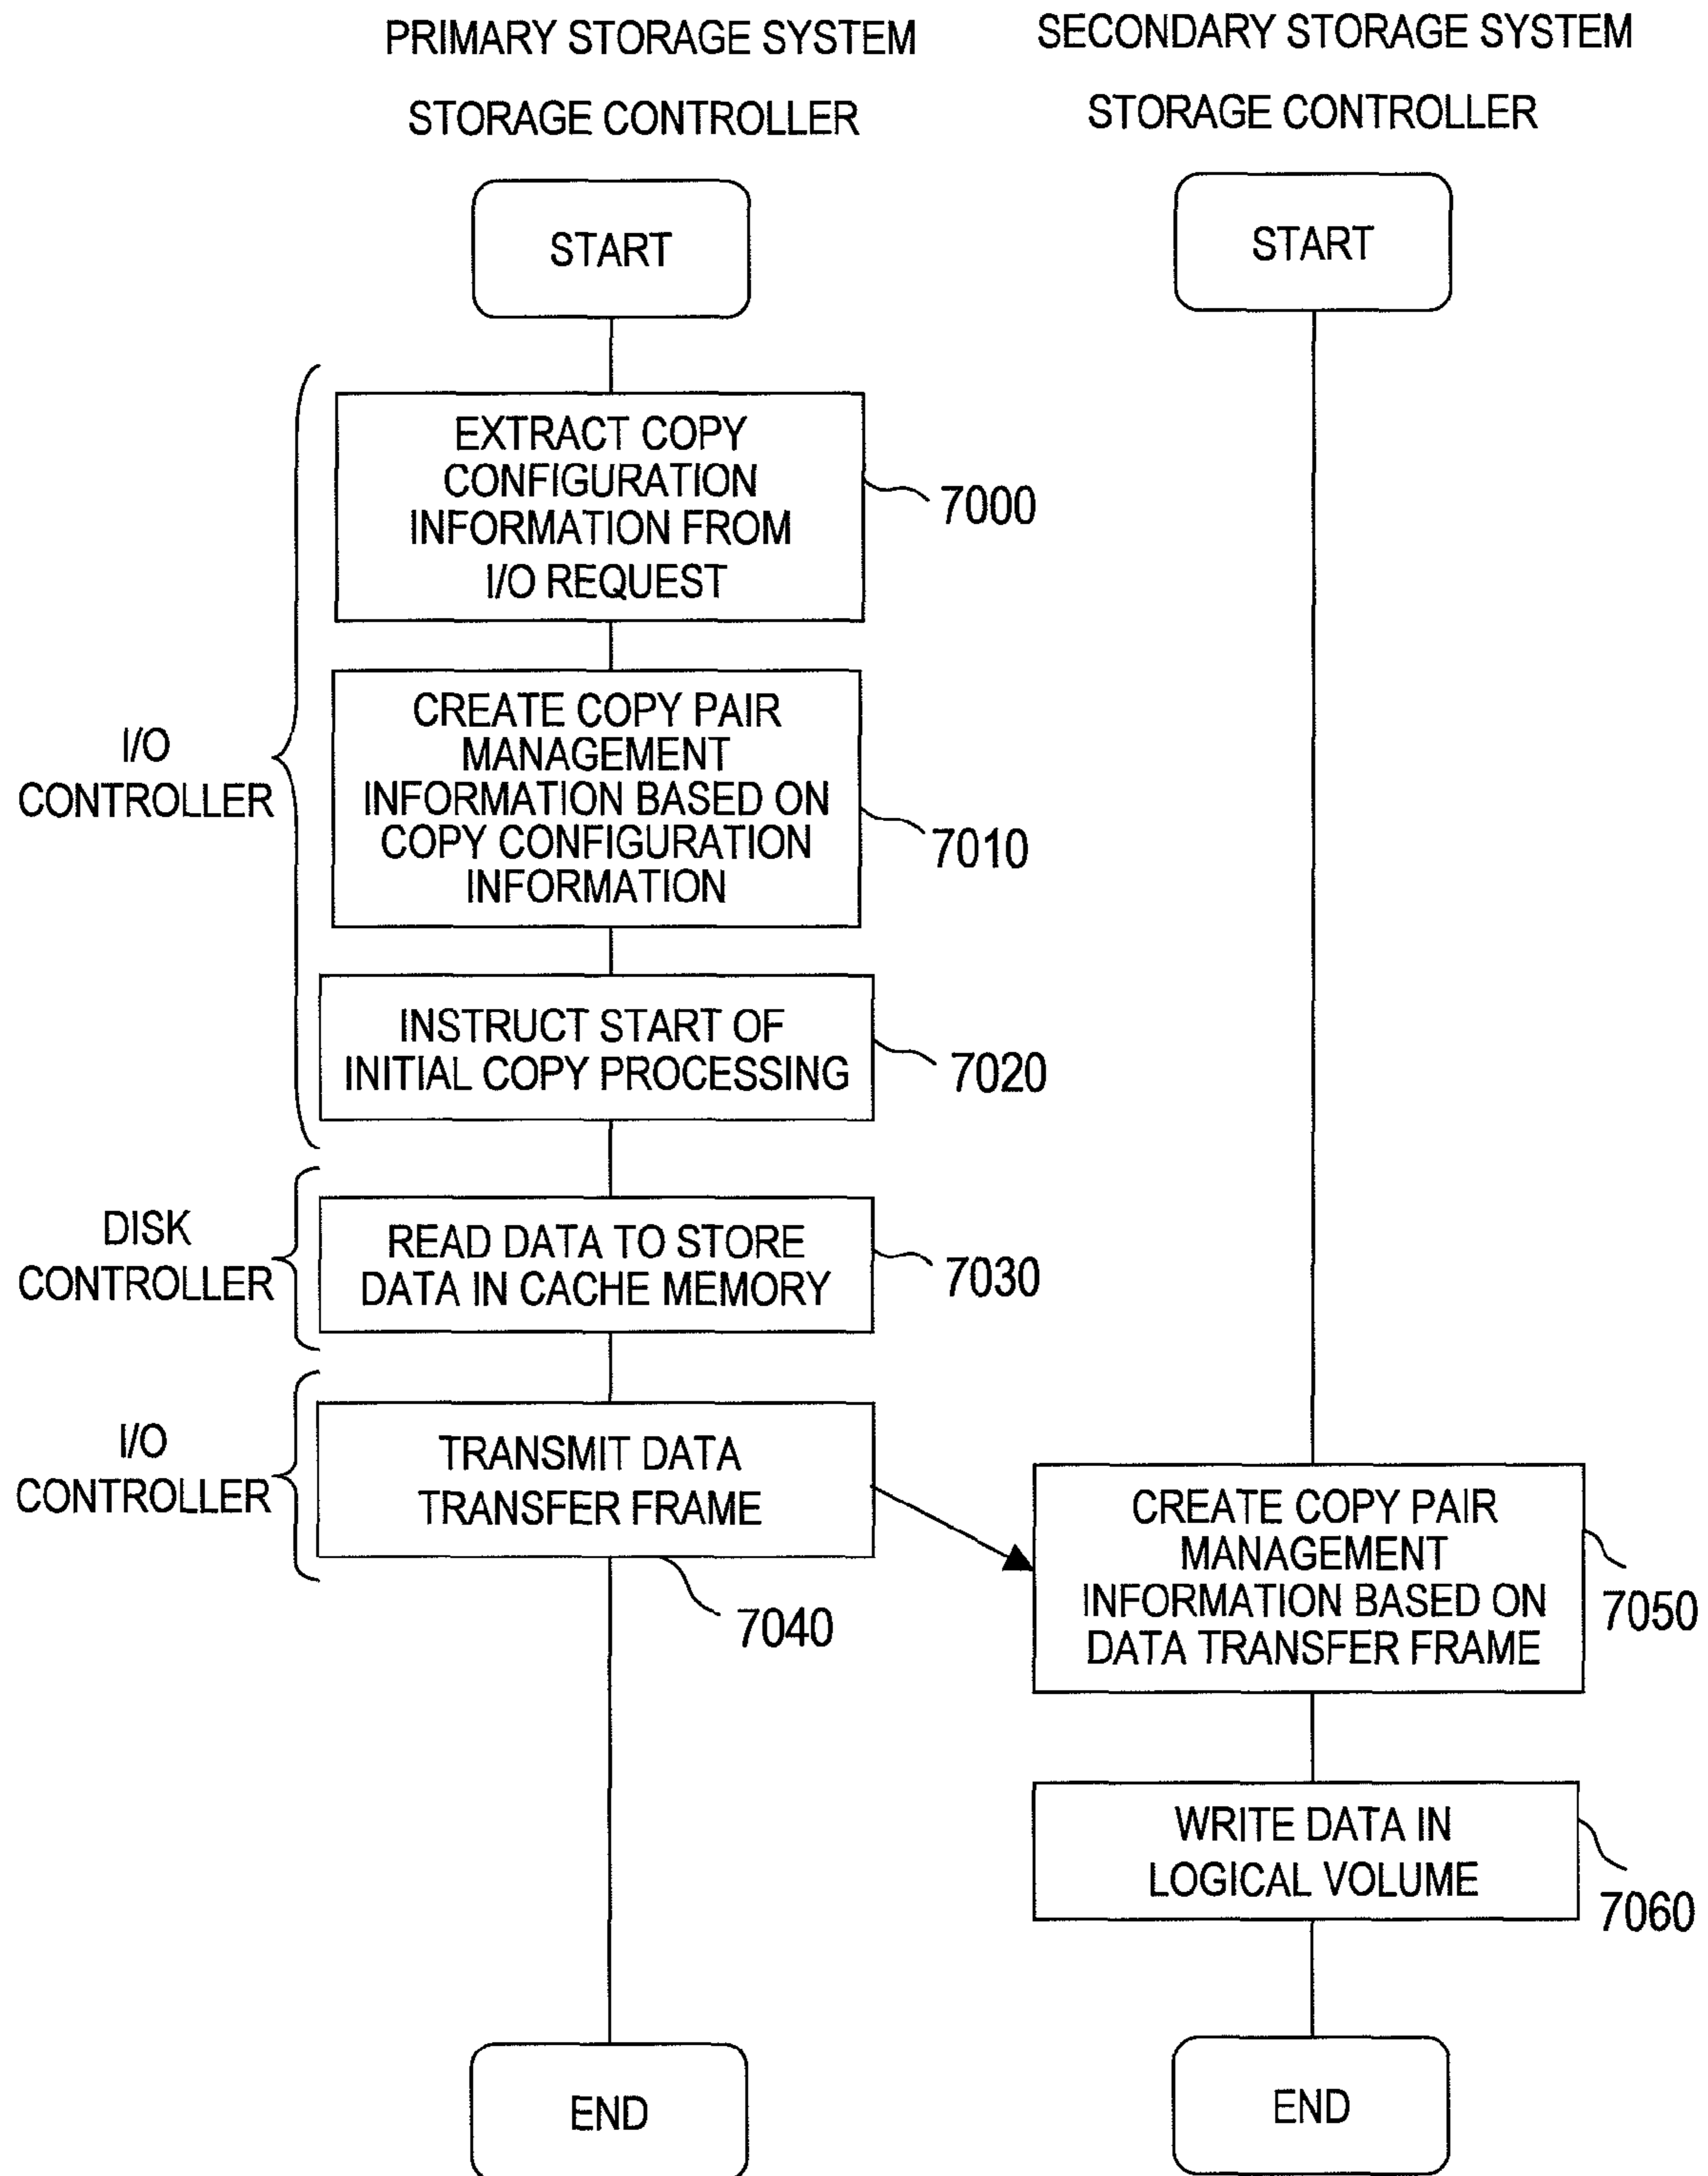 PRIMARY STORAGE SYSTEM
STORAGE CONTROLLER
SECONDARY STORAGE SYSTEM
STORAGE CONTROLLER
START
START
I/O
CONTROLLER
EXTRACT COPY
CONFIGURATION
INFORMATION FROM
I/O REQUEST
7000
CREATE COPY PAIR
MANAGEMENT
INFORMATION BASED ON
COPY CONFIGURATION
INFORMATION
7010
INSTRUCT START OF
INITIAL COPY PROCESSING
7020
DISK
CONTROLLER
READ DATA TO STORE
DATA IN CACHE MEMORY
7030
I/O
CONTROLLER
TRANSMIT DATA
TRANSFER FRAME
7040
CREATE COPY PAIR
MANAGEMENT
INFORMATION BASED ON
DATA TRANSFER FRAME
7050
WRITE DATA IN
LOGICAL VOLUME
7060
END
END